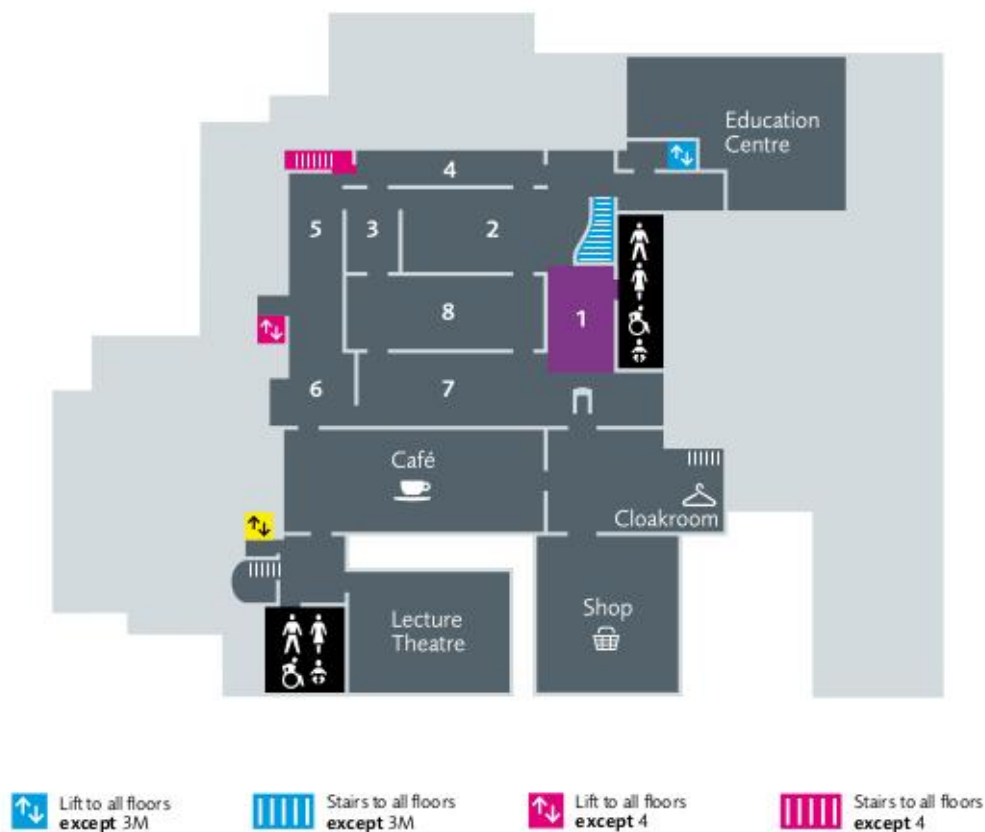 Education
Centre
4
5
3
2
8
1
6
7
Café
Cloakroom
Lecture
Theatre
Shop
Lift to all floors
except 3M
Stairs to all floors
except 3M
Lift to all floors
except 4
Stairs to all floors
except 4